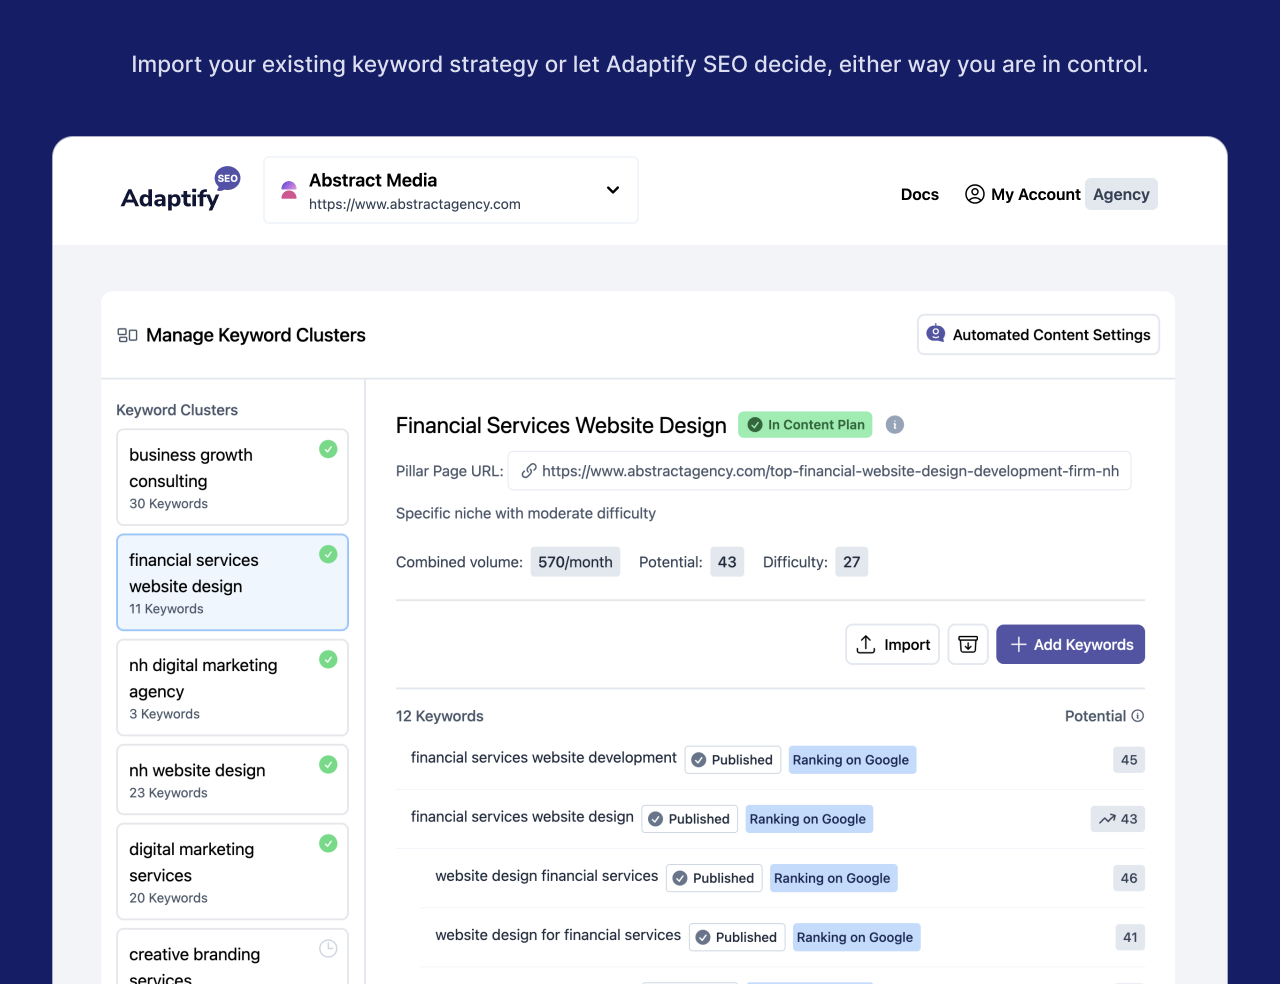 Import your existing keyword strategy or let Adaptify SEO decide, either way you are in control.
Adaptify SEO
Abstract Media
https://www.abstractagency.com
Docs
My Account Agency
Manage Keyword Clusters
Automated Content Settings
Keyword Clusters
business growth
consulting
30 Keywords
financial services
website design
11 Keywords
nh digital marketing
agency
3 Keywords
nh website design
23 Keywords
digital marketing
services
20 Keywords
creative branding
services
Financial Services Website Design In Content Plan
Pillar Page URL: https://www.abstractagency.com/top-financial-website-design-development-firm-nh
Specific niche with moderate difficulty
Combined volume: 570/month Potential: 43 Difficulty: 27
Import
Add Keywords
12 Keywords Potential
financial services website development Published Ranking on Google 45
financial services website design Published Ranking on Google 43
website design financial services Published Ranking on Google 46
website design for financial services Published Ranking on Google 41